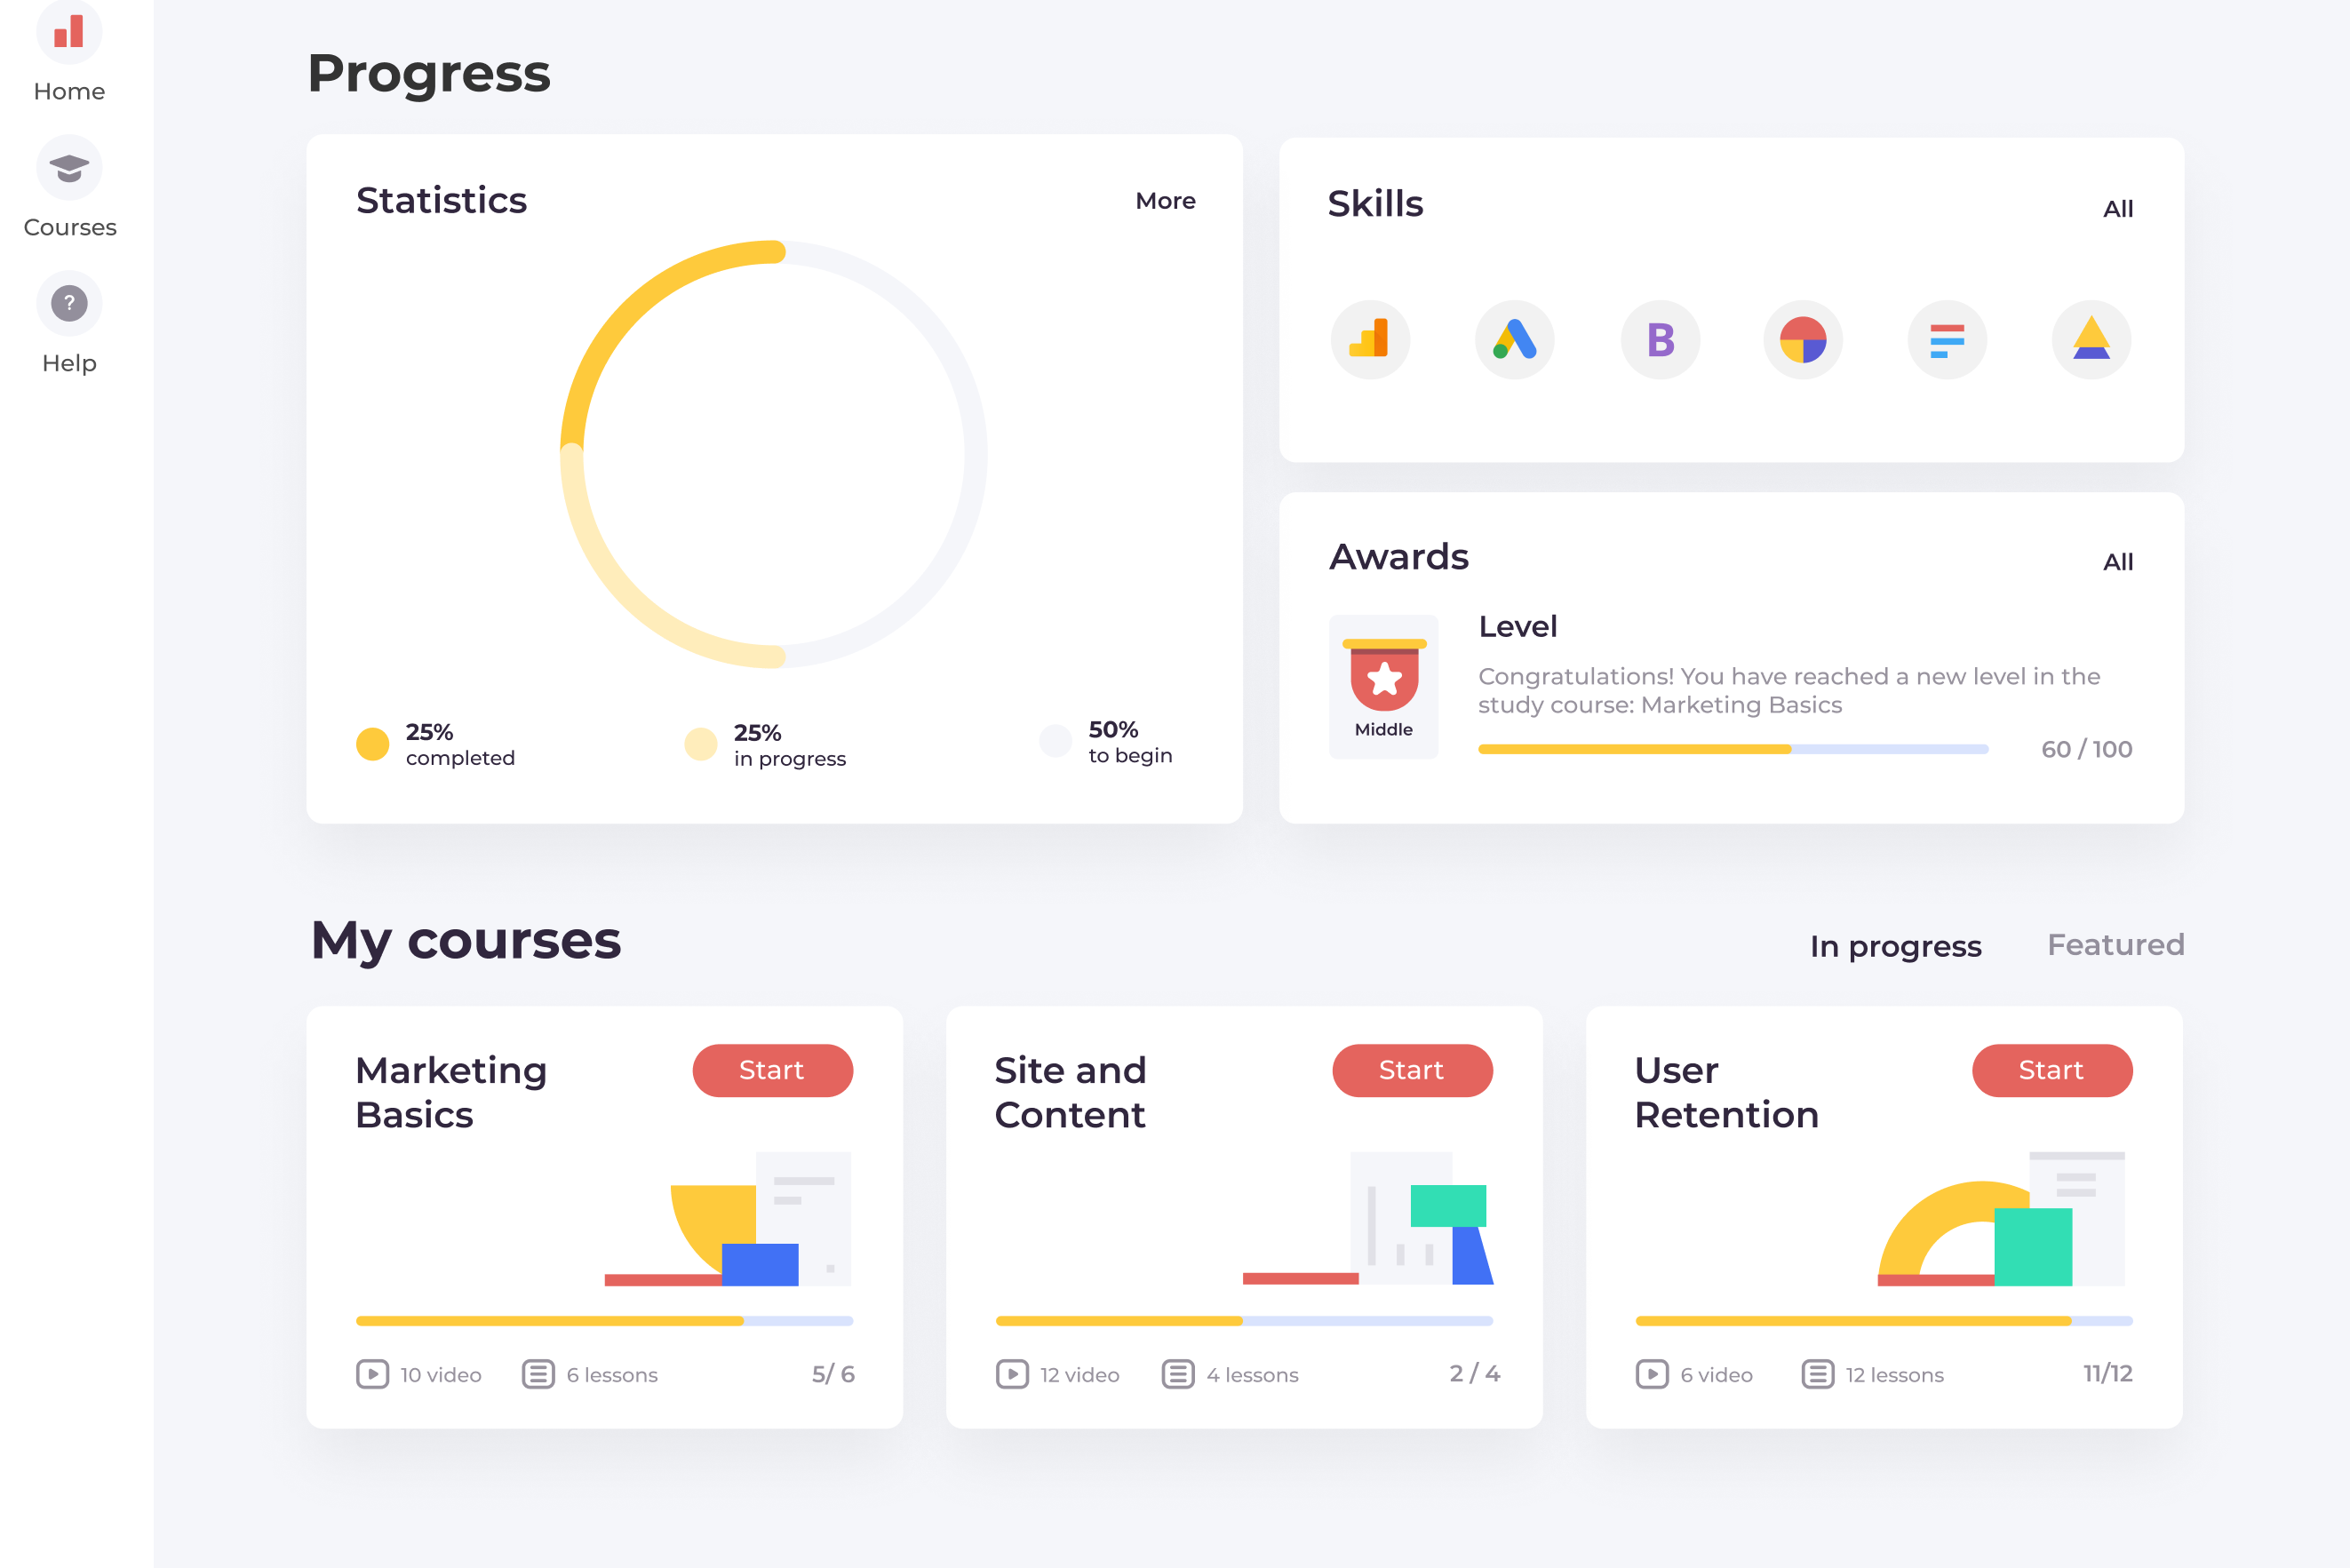 Home
Courses
?
Help
Progress
Statistics
More
25%
completed
25%
in progress
50%
to begin
Skills
All
B
Awards
All
Middle
Level
Congratulations! You have reached a new level in the
study course: Marketing Basics
60 / 100
My courses
In progress
Featured
Marketing
Basics
Start
10 video
6 lessons
5/ 6
Site and
Content
Start
12 video
4 lessons
2 / 4
User
Retention
Start
6 video
12 lessons
11/12